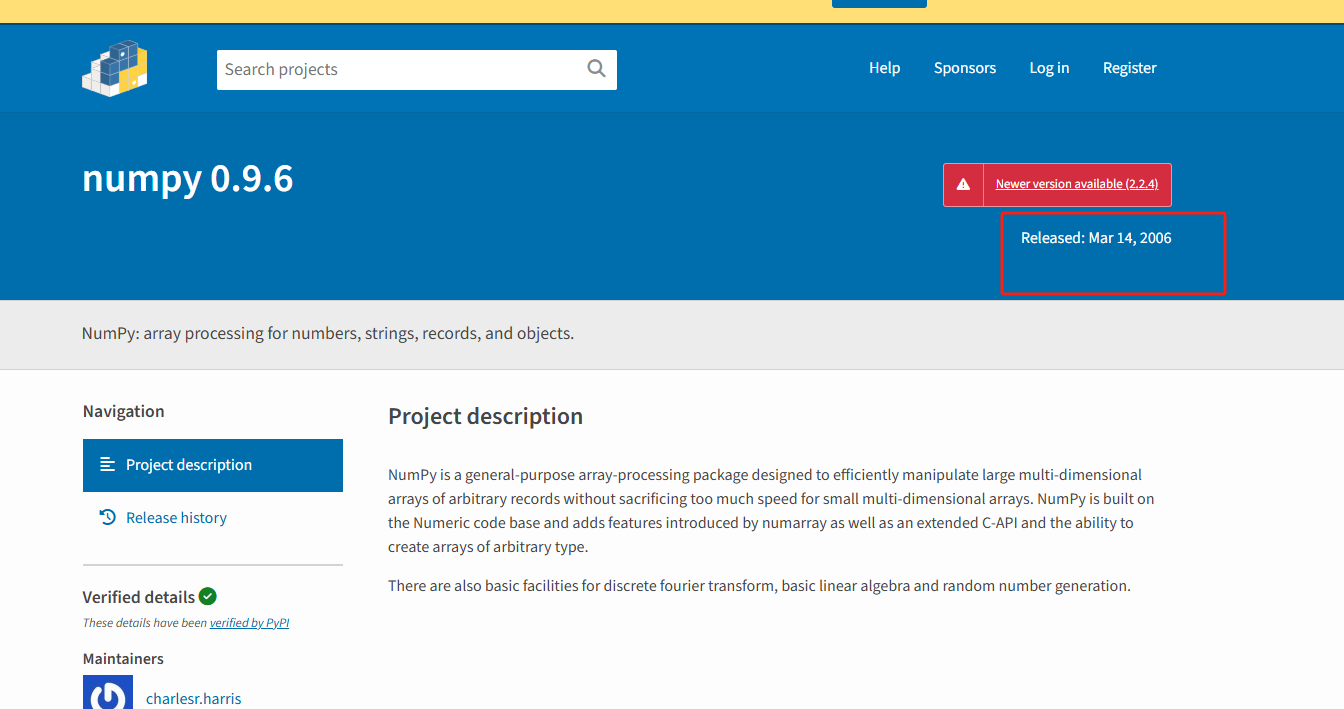 Search projects
Help
Sponsors
Log in
Register
numpy 0.9.6
Newer version available (2.2.4)
Released: Mar 14, 2006
NumPy: array processing for numbers, strings, records, and objects.
Navigation
Project description
Release history
Verified details
These details have been verified by PyPI
Maintainers
charlesr.harris
Project description
NumPy is a general-purpose array-processing package designed to efficiently manipulate large multi-dimensional
arrays of arbitrary records without sacrificing too much speed for small multi-dimensional arrays. NumPy is built on
the Numeric code base and adds features introduced by numarray as well as an extended C-API and the ability to
create arrays of arbitrary type.
There are also basic facilities for discrete fourier transform, basic linear algebra and random number generation.